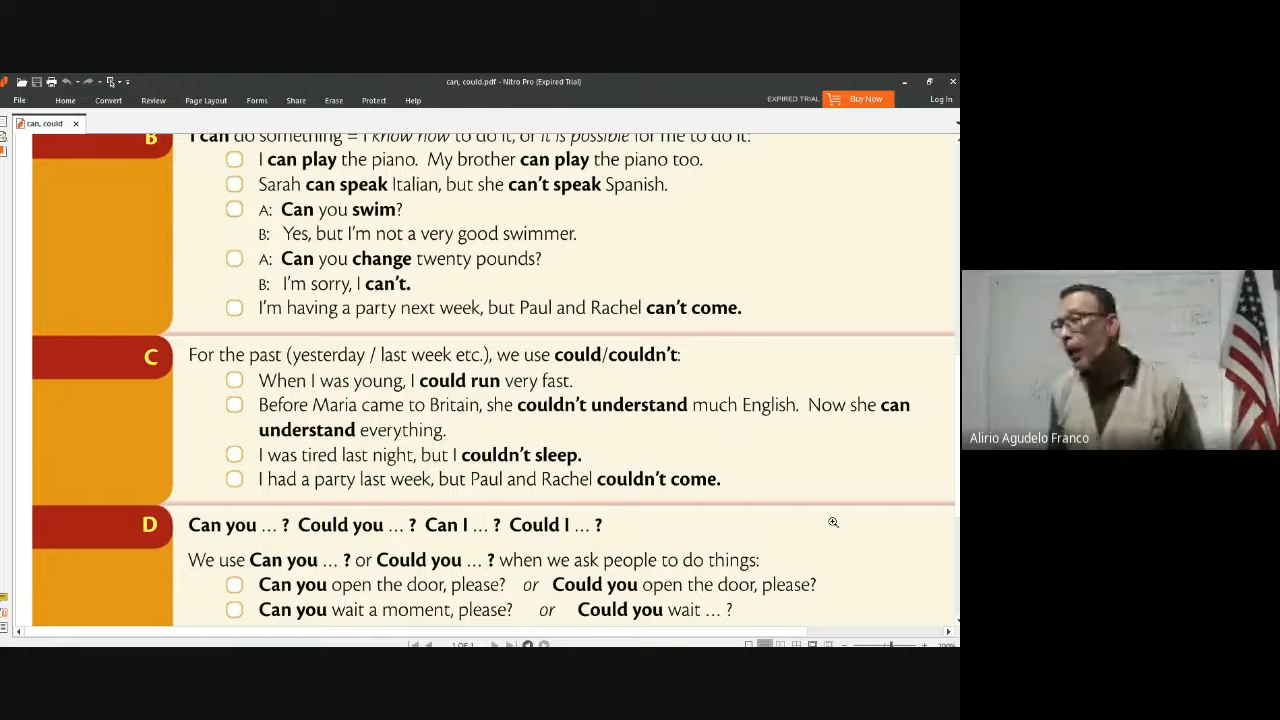 can, could.pdf - Nitro Pro (Expired Trial)
File Home Convert Review Page Layout Forms Share Erase Protect Help
EXPIRED TRIAL Buy Now Log In
can, could
B I can do something = I know how to do it, or it is possible for me to do it:
I can play the piano. My brother can play the piano too.
Sarah can speak Italian, but she can't speak Spanish.
A: Can you swim?
B: Yes, but I'm not a very good swimmer.
A: Can you change twenty pounds?
B: I'm sorry, I can't.
I'm having a party next week, but Paul and Rachel can't come.
C For the past (yesterday / last week etc.), we use could/couldn't:
When I was young, I could run very fast.
Before Maria came to Britain, she couldn't understand much English. Now she can
understand everything.
I was tired last night, but I couldn't sleep.
I had a party last week, but Paul and Rachel couldn't come.
D Can you ... ? Could you ... ? Can I ... ? Could I ... ?
We use Can you ... ? or Could you ... ? when we ask people to do things:
Can you open the door, please? or Could you open the door, please?
Can you wait a moment, please? or Could you wait ... ?
1 OF 1
200%
Alirio Agudelo Franco